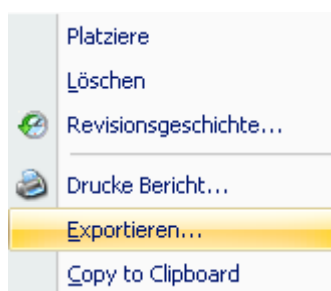 Platziere
Löschen
Revisionsgeschichte...
Drucke Bericht...
Exportieren...
Copy to Clipboard